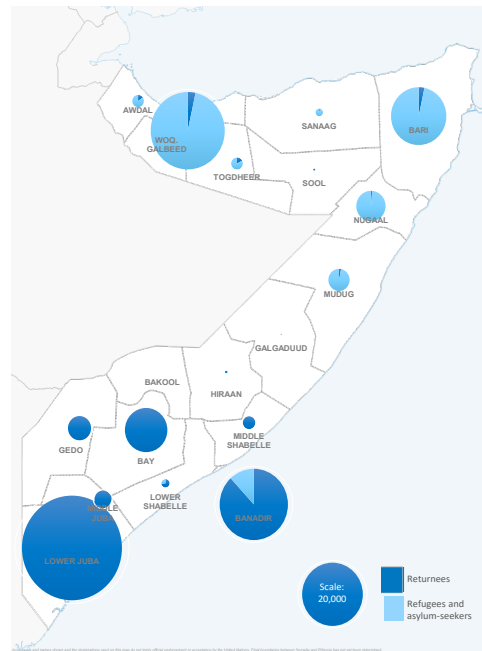 AWDAL
WOQ.
GALBEED
TOGDHEER
SANAAG
SOOL
BARI
NUGAAL
MUDUG
GALGADUUD
HIRAAN
BAKOOL
GEDO
BAY
MIDDLE
SHABELLE
LOWER
SHABELLE
MIDDLE
JUBA
BANADIR
LOWER JUBA
Scale:
20,000
Returnees
Refugees and
asylum-seekers